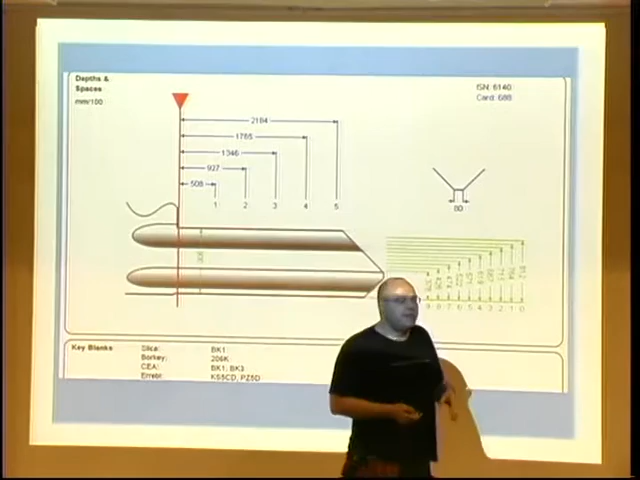 Depths &
Spaces
mm/100
ISN: 6140
Card: 688
2184
1765
1346
927
508
1 2 3 4 5
80
9 8 7 6 5 4 3 2 1 0
Key Blanks
Silca: BK1
Borkey: 206K
CEA: BK1, BK3
Errebi: KS5CD, PZ5D